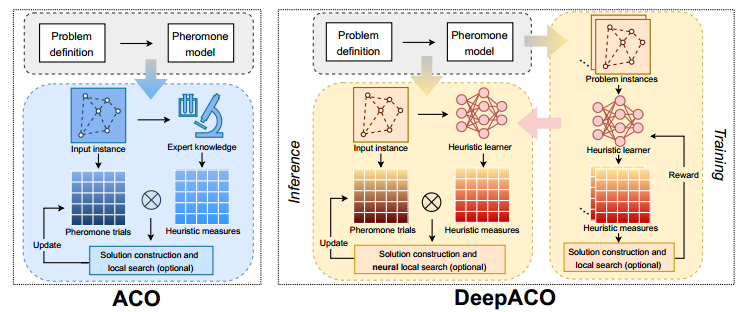 Problem
definition
Pheromone
model
Input instance
Expert knowledge
Pheromone trials
Heuristic measures
Update
Solution construction and
local search (optional)
ACO
Problem
definition
Pheromone
model
Inference
Input instance
Heuristic learner
Pheromone trials
Heuristic measures
Update
Solution construction and
neural local search (optional)
Problem instances
Heuristic learner
Training
Reward
Heuristic measures
Solution construction and
local search (optional)
DeepACO